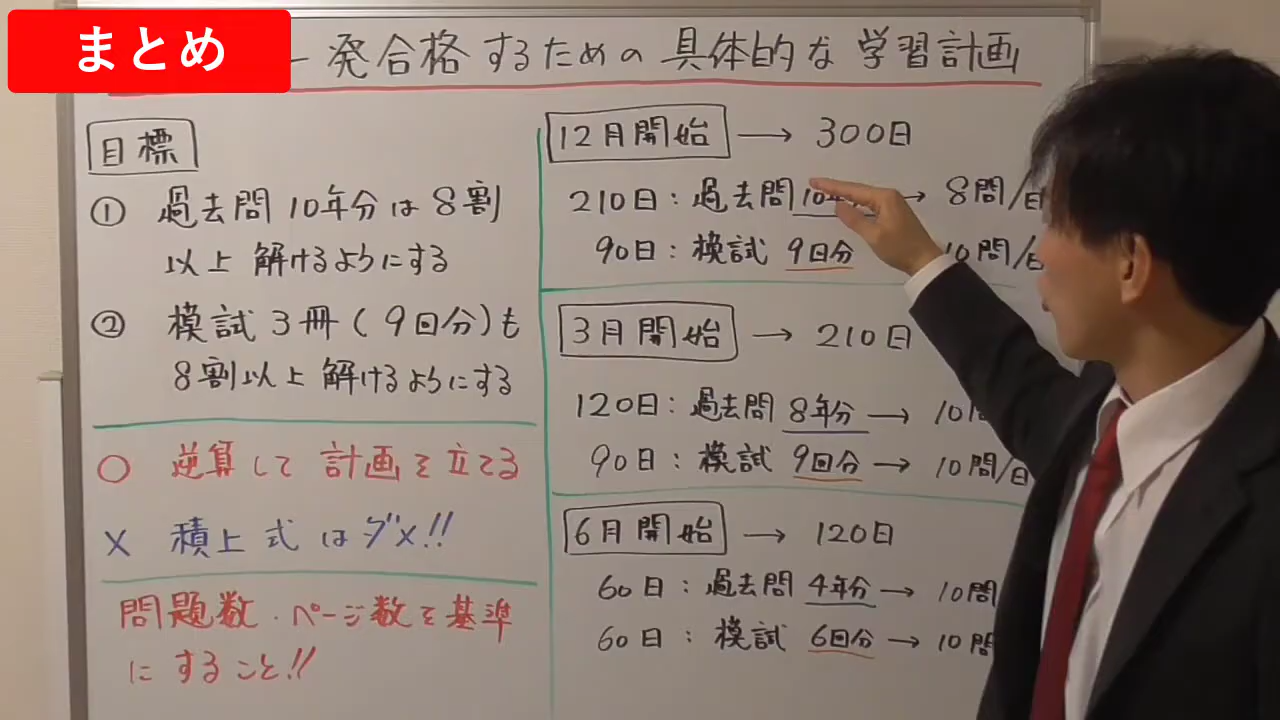 まとめ
一発合格するための具体的な学習計画
目標
① 過去問10年分は8割
以上解けるようにする
② 模試3冊(9回分)も
8割以上解けるようにする
○ 逆算して計画を立てる
× 積上式はダメ!!
問題数・ページ数を基準
にすること!!
12月開始 → 300日
210日:過去問10年分→ 8問/日
90日:模試 9回分 10問/日
3月開始 → 210日
120日:過去問 8年分 → 10問
90日:模試 9回分 → 10問/日
6月開始 → 120日
60日:過去問 4年分 → 10問
60日:模試 6回分 → 10問